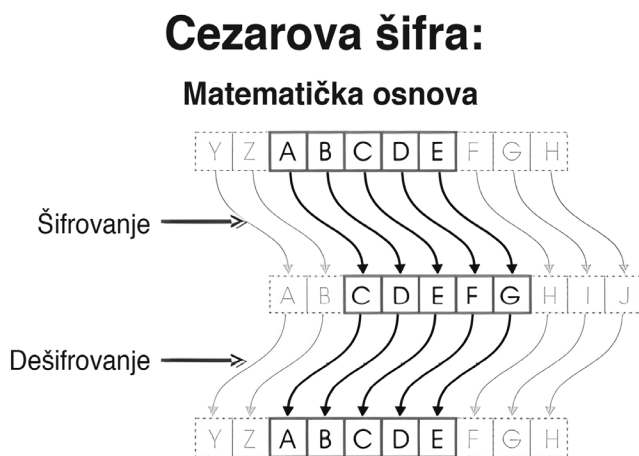 Cezarova šifra:
Matematička osnova
Y Z A B C D E F G H
Šifrovanje
A B C D E F G H I J
Dešifrovanje
Y Z A B C D E F G H